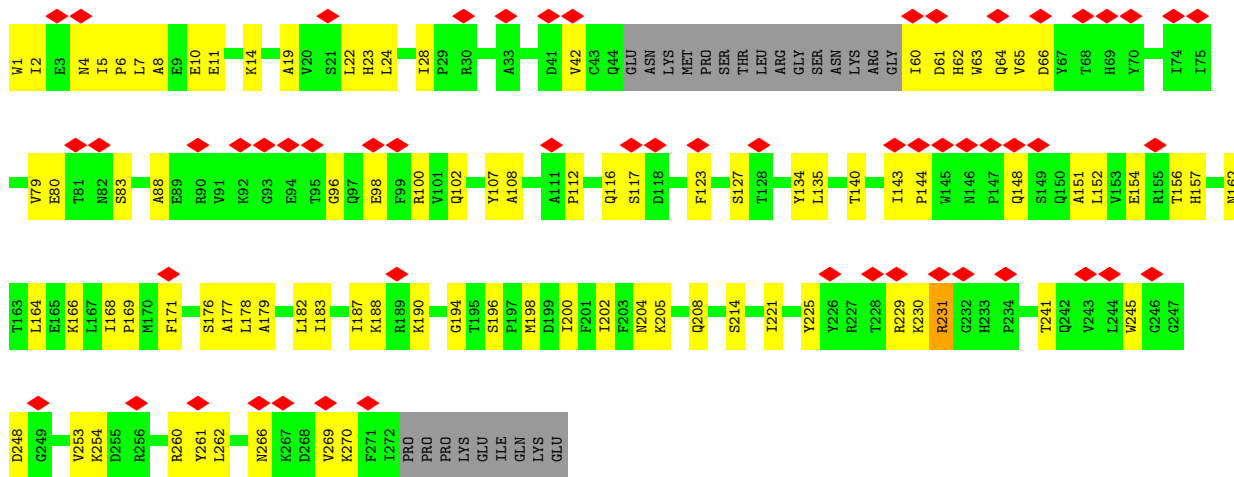 W1 I2 E3 N4 I5 P6 L7 A8 E9 E10 E11 K14 A19 V20 S21 L22 H23 L24 I28 P29 R30 A33 D41 V42 C43 Q44 GLU ASN LYS MET PRO SER THR LEU ARG GLY SER ASN LYS ARG GLY I60 D61 H62 W63 Q64 V65 D66 Y67 T68 H69 Y70 I74 I75
V79 E80 T81 N82 S83 A88 E89 R90 V91 K92 G93 E94 T95 G96 Q97 E98 F99 R100 V101 Q102 Y107 A108 A111 P112 Q116 S117 D118 F123 S127 T128 Y134 L135 T140 I143 P144 W145 N146 P147 Q148 S149 Q150 A151 L152 V153 E154 R155 T156 H157 N162
T163 L164 E165 K166 L167 I168 P169 M170 F171 S176 A177 L178 A179 L182 I183 I187 K188 R189 K190 G194 T195 S196 P197 M198 D199 I200 F201 I202 F203 N204 K205 Q208 S214 I221 Y225 Y226 R227 T228 R229 K230 R231 G232 H233 P234 T241 Q242 V243 L244 W245 G246 G247
D248 G249 V253 K254 D255 R256 R260 Y261 L262 N266 K267 D268 V269 K270 F271 I272 PRO PRO PRO LYS GLU ILE GLN LYS GLU